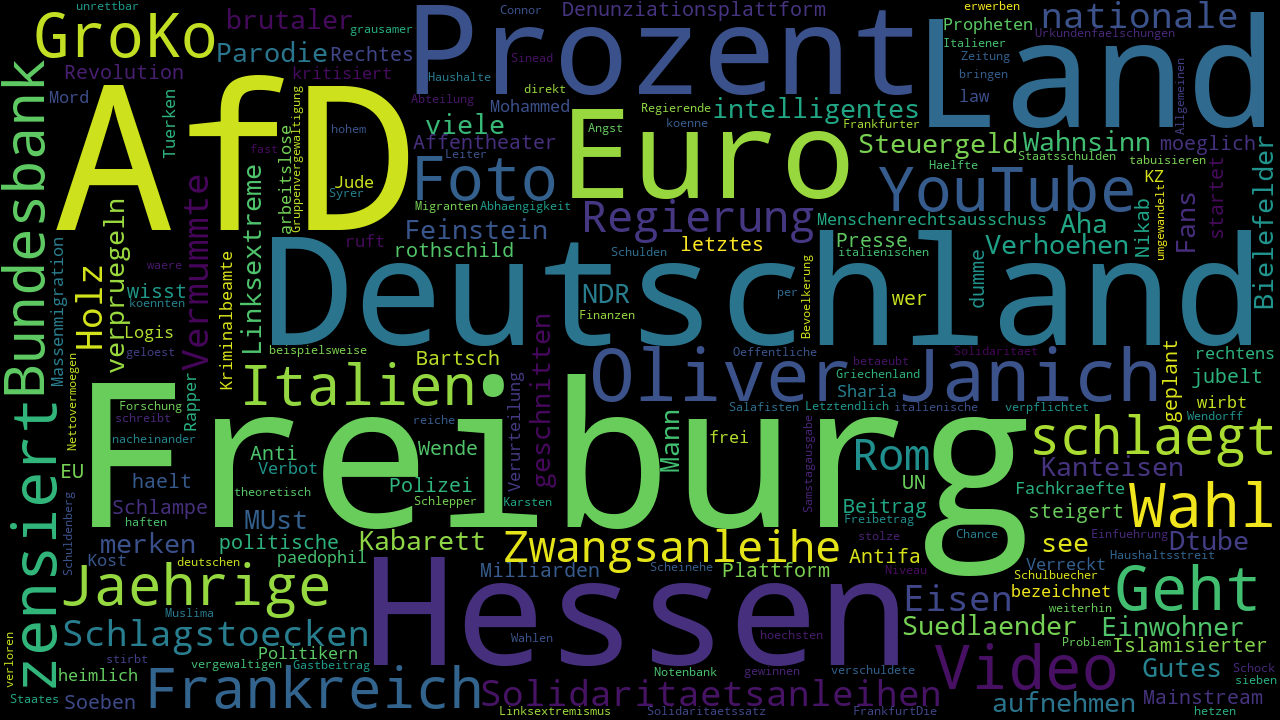 unrettbar
Connor
Denunziationsplattform
erwerben
GroKo
brutaler
grausamer
Prozent
Land
Propheten
nationale
Urkundenfaelschungen
Parodie
Rechtes
Sinead
Italiener
Revolution
kritisiert
Haushalte
Zeitung
bringen
Mord
Abteilung
direkt
Mohammed
Regierende
intelligentes
law
Allgemeinen
AfD
Tuerken
hohem
viele
Euro
Angst
koenne
Frankfurter
Affentheater
Steuergeld
Wahnsinn
moeglich
Haelfte
Staatsschulden
tabuisieren
fast
Leiter
Jude
Syrer
Foto
YouTube
KZ
Bundesbank
Gruppenvergewaltigung
arbeitslose
Linksextreme
Vermummte
verpruegeln
Migranten
Abhaengigkeit
Regierung
Menschenrechtsausschuss
Aha
Nikab
umgewandelt
Fans
startet
Bielefelder
Feinstein
ruft
rothschild
letztes
Presse
Verhoehen
italienischen
Schulden
Massenmigration
waere
Holz
wisst
koennten
Kriminalbeamte
Deutschland
NDR
Finanzen
per
Bevoelkerung
wer
dumme
Logis
geloest
beispielsweise
Bartsch
geschnitten
Oeffentliche
betaeubt
Solidaritaet
geplant
rechtens
jubelt
Nettovermoegen
Italien
Verurteilung
Oliver
Janich
Griechenland
Sharia
Forschung
schreibt
Rapper
reiche
Salafisten
Letztendlich
italienische
verpflichtet
wirbt
Wendorff
zensiert
nacheinander
Freiburg
Anti
Wende
Mann
frei
Samstagausgabe
Rom
schlaegt
EU
Verbot
Kanteisen
haelt
theoretisch
Polizei
Schlepper
Karsten
UN
Fachkraefte
Schlampe
haften
MUst
Beitrag
Freibetrag
steigert
Wahl
Schuldenberg
merken
politische
Kabarett
Zwangsanleihe
stolze
Chance
Einfuehrung
see
Dtube
Kost
deutschen
paedophil
Antifa
Haushaltsstreit
Verreckt
Jaehrige
Hessen
Milliarden
Scheinehe
Plattform
Niveau
Schulbuecher
bezeichnet
Geht
Muslima
Eisen
weiterhin
Schlagstoecken
Wahlen
hoechsten
Suedlaender
Einwohner
verloren
stirbt
Politikern
Problem
Islamisierter
heimlich
vergewaltigen
Gastbeitrag
Notenbank
gewinnen
verschuldete
Video
Gutes
Schock
sieben
Staates
Soeben
Frankreich
Solidaritaetsanleihen
aufnehmen
Mainstream
Linksextremismus
Solidaritaetssatz
FrankfurtDie
hetzen